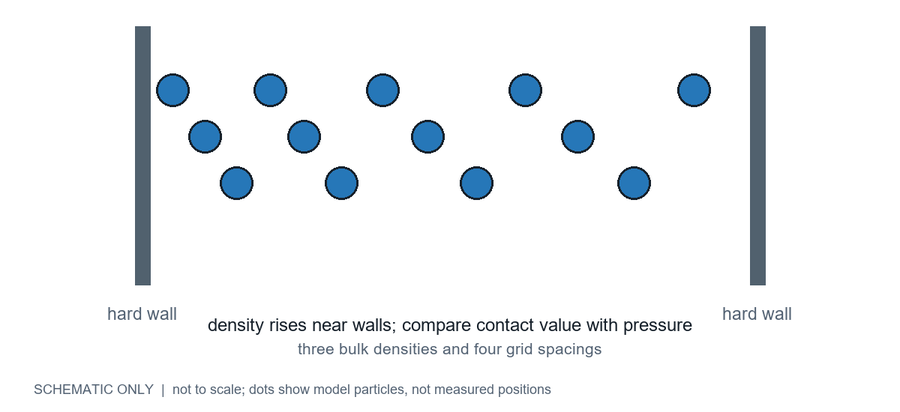 hard wall
hard wall
density rises near walls; compare contact value with pressure
three bulk densities and four grid spacings
SCHEMATIC ONLY | not to scale; dots show model particles, not measured positions